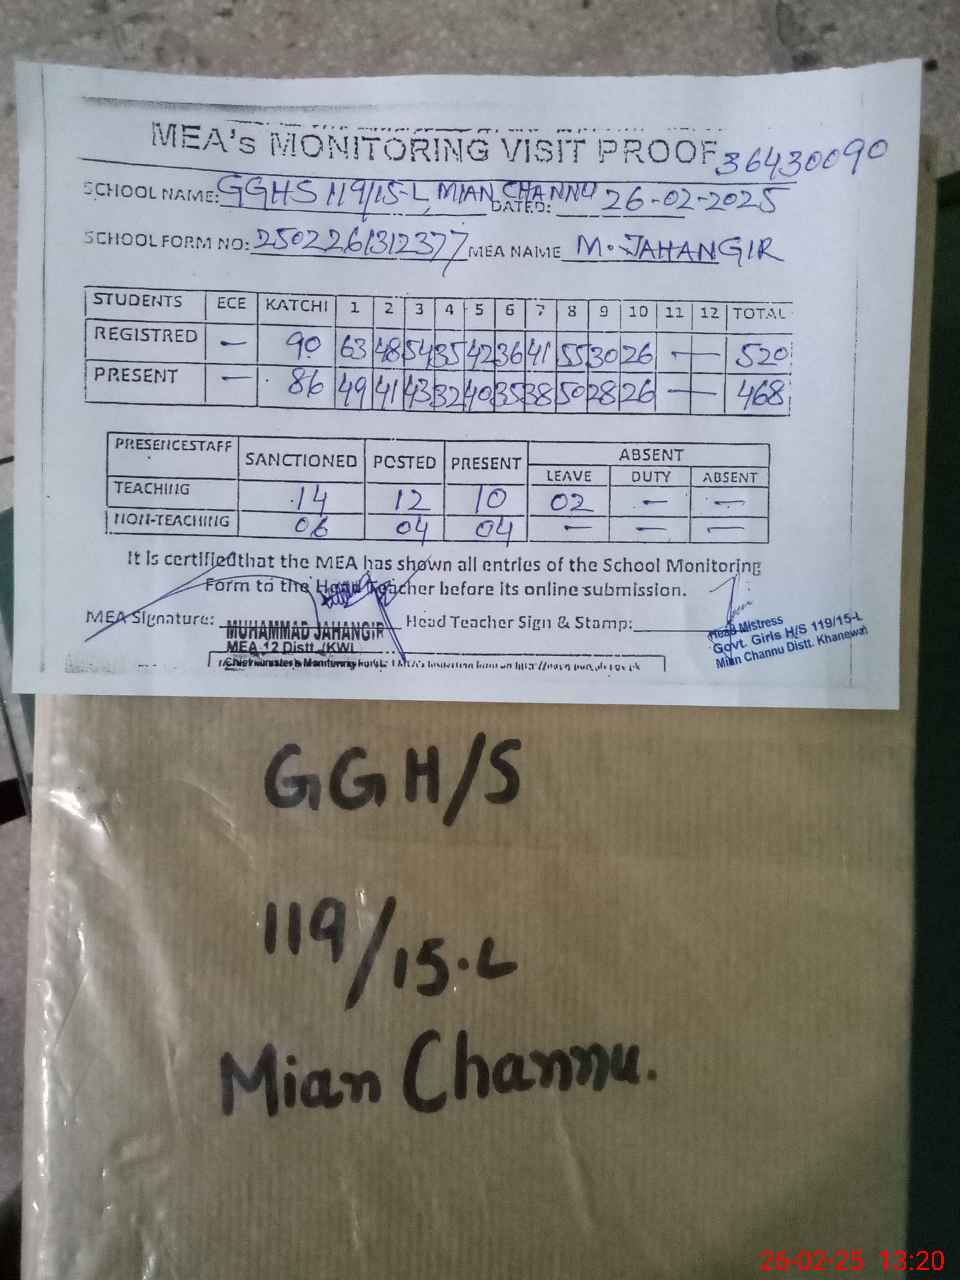 MEA's MONITORING VISIT PROOF 36430090
SCHOOL NAME: GGHS 119/15-L, MIAN CHANNU DATED: 26-02-2025
SCHOOL FORM NO: 2502261312377 MEA NAME M. JAHANGIR
STUDENTS ECE KATCHI 1 2 3 4 5 6 7 8 9 10 11 12 TOTAL
REGISTRED — 90 63 48 54 35 42 36 41 55 30 26 — 520
PRESENT — 86 49 41 43 32 40 35 38 50 28 26 — 468
PRESENCESTAFF SANCTIONED POSTED PRESENT ABSENT
LEAVE DUTY ABSENT
TEACHING 14 12 10 02 — —
NON-TEACHING 06 04 04 — — —
It is certified that the MEA has shown all entries of the School Monitoring
Form to the Head Teacher before its online submission.
MEA Signature: Head Teacher Sign & Stamp:
MUHAMMAD JAHANGIR
MEA 12 Distt. (KWL
Head Mistress
Govt. Girls H/S 119/15-L
Mian Channu Distt. Khanewal
GGH/S
119/15.L
Mian Channu.
26-02-25 13:20